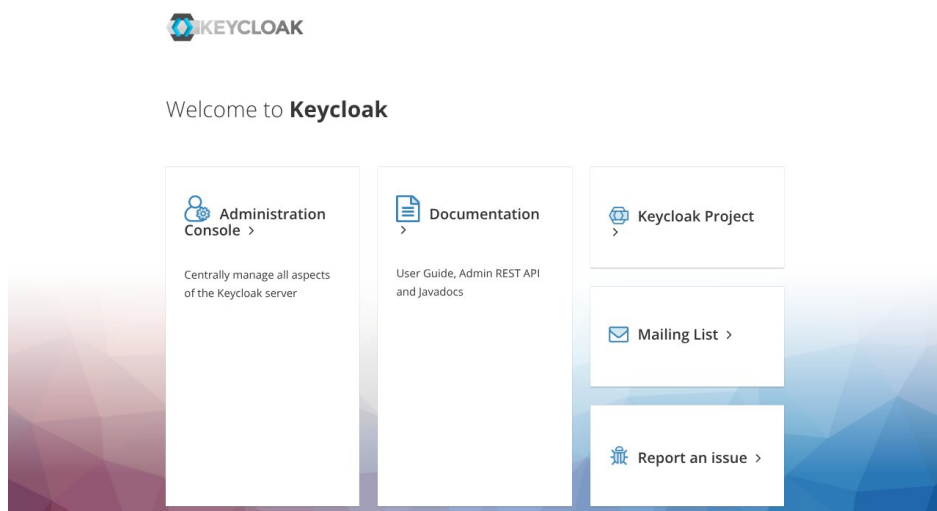 KEYCLOAK
Welcome to Keycloak
Administration
Console >
Centrally manage all aspects
of the Keycloak server
Documentation
>
User Guide, Admin REST API
and Javadocs
Keycloak Project
>
Mailing List >
Report an issue >